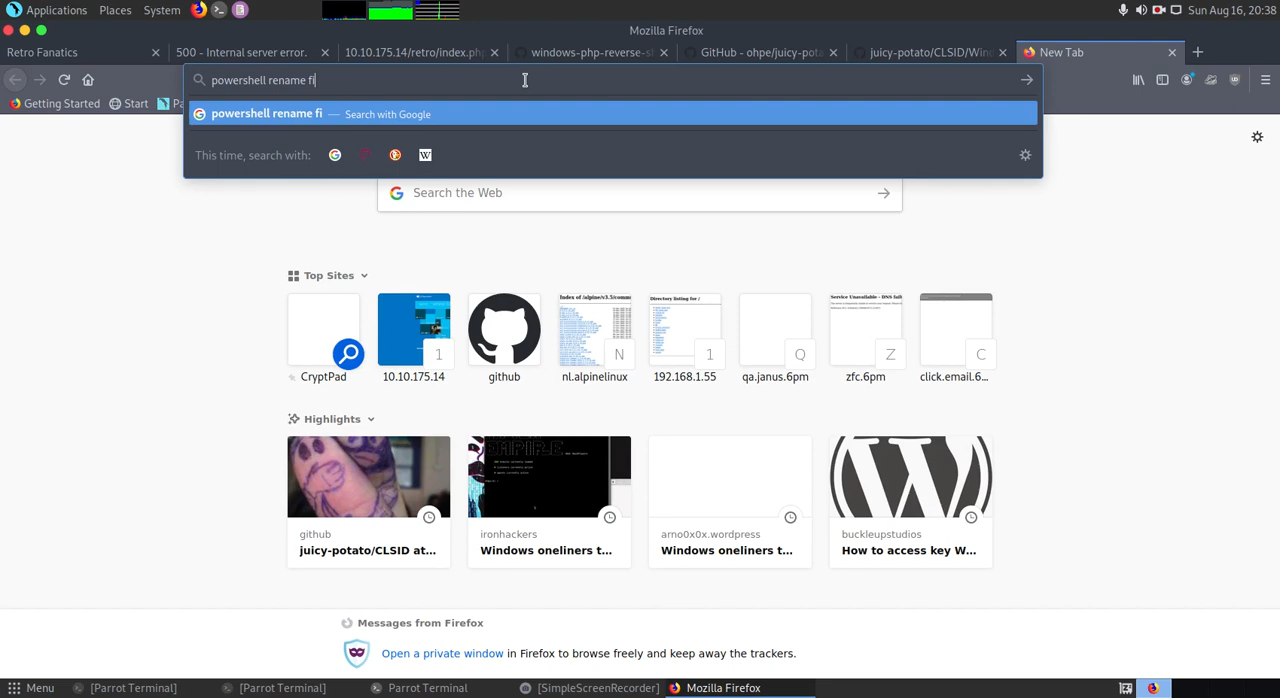 Applications Places System Sun Aug 16, 20:38
Mozilla Firefox
Retro Fanatics 500 - Internal server error. 10.10.175.14/retro/index.php windows-php-reverse-s GitHub - ohpe/juicy-pota juicy-potato/CLSID/Win New Tab
powershell rename fi
Getting Started Start Pa
powershell rename fi — Search with Google
This time, search with:
Search the Web
Top Sites
1 N 1 Q Z C
CryptPad 10.10.175.14 github nl.alpinelinux 192.168.1.55 qa.janus.6pm zfc.6pm click.email.6...
Highlights
github ironhackers arno0x0x.wordpress buckleupstudios
juicy-potato/CLSID at... Windows oneliners t... Windows oneliners t... How to access key W...
Messages from Firefox
Open a private window in Firefox to browse freely and keep away the trackers.
Menu [Parrot Terminal] [Parrot Terminal] Parrot Terminal [SimpleScreenRecorder] Mozilla Firefox